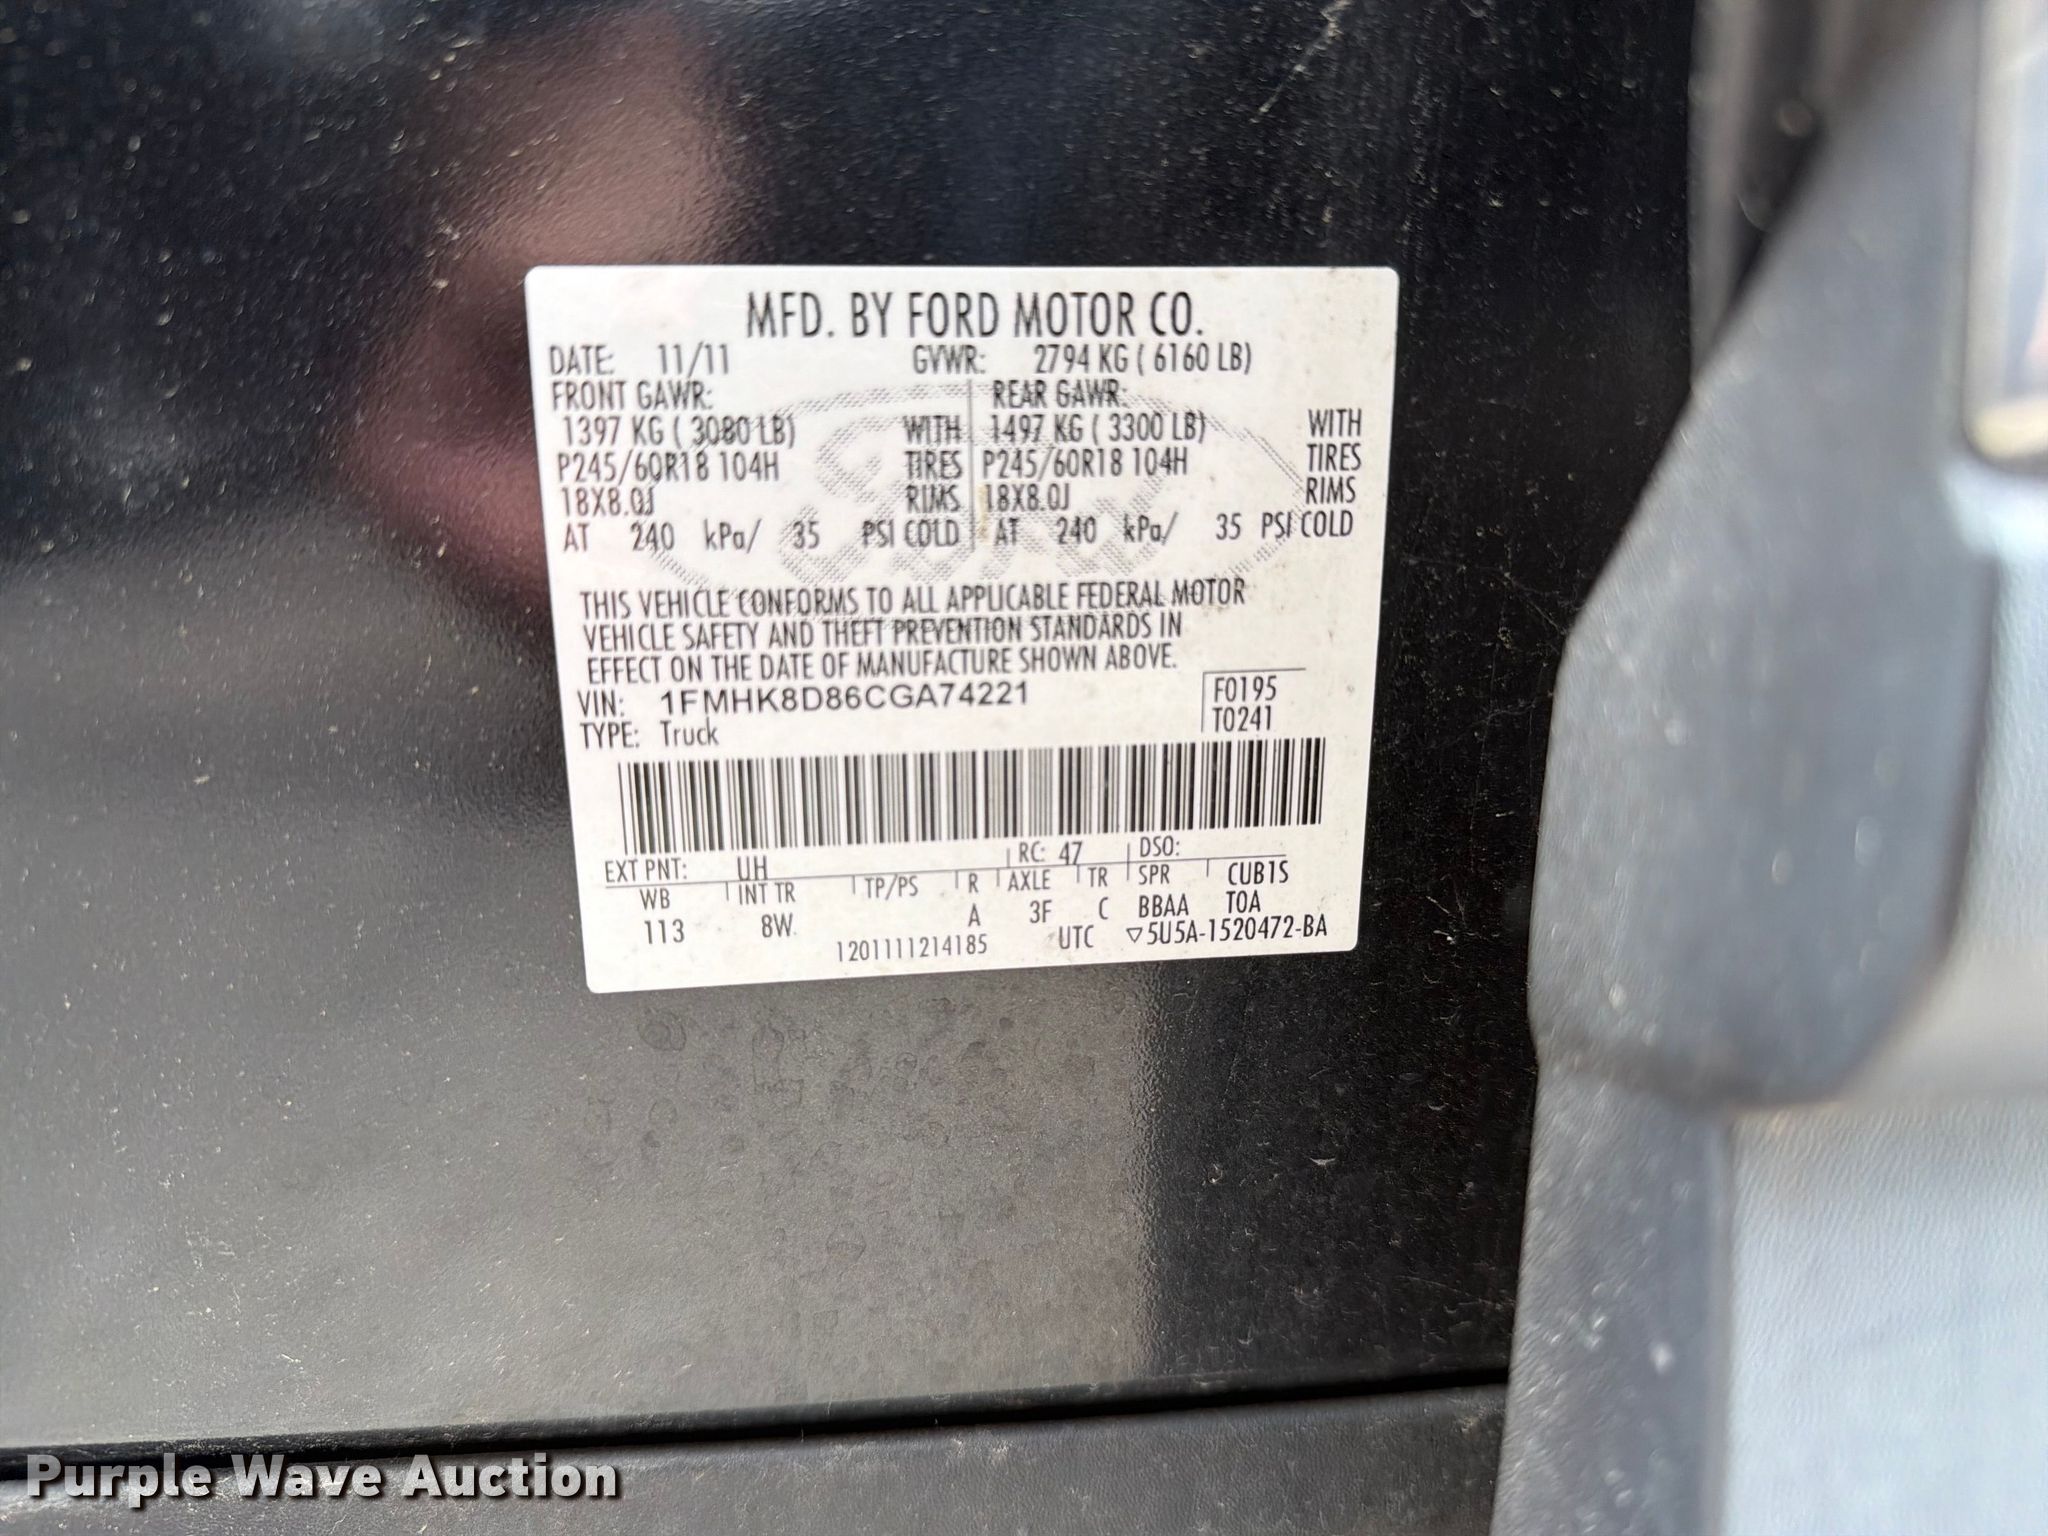 MFD. BY FORD MOTOR CO.
DATE: 11/11 GVWR: 2794 KG ( 6160 LB)
FRONT GAWR: REAR GAWR:
1397 KG ( 3080 LB) WITH 1497 KG ( 3300 LB) WITH
P245/60R18 104H TIRES P245/60R18 104H TIRES
18X8.0J RIMS 18X8.0J RIMS
AT 240 kPa/ 35 PSI COLD AT 240 kPa/ 35 PSI COLD
THIS VEHICLE CONFORMS TO ALL APPLICABLE FEDERAL MOTOR
VEHICLE SAFETY AND THEFT PREVENTION STANDARDS IN
EFFECT ON THE DATE OF MANUFACTURE SHOWN ABOVE.
VIN: 1FMHK8D86CGA74221 F0195
TYPE: Truck T0241
EXT PNT: UH RC: 47 DSO:
WB INT TR TP/PS R AXLE TR SPR CUB1S
113 8W A 3F C BBAA TOA
1201111214185 UTC ▽5U5A-1520472-BA
Purple Wave Auction